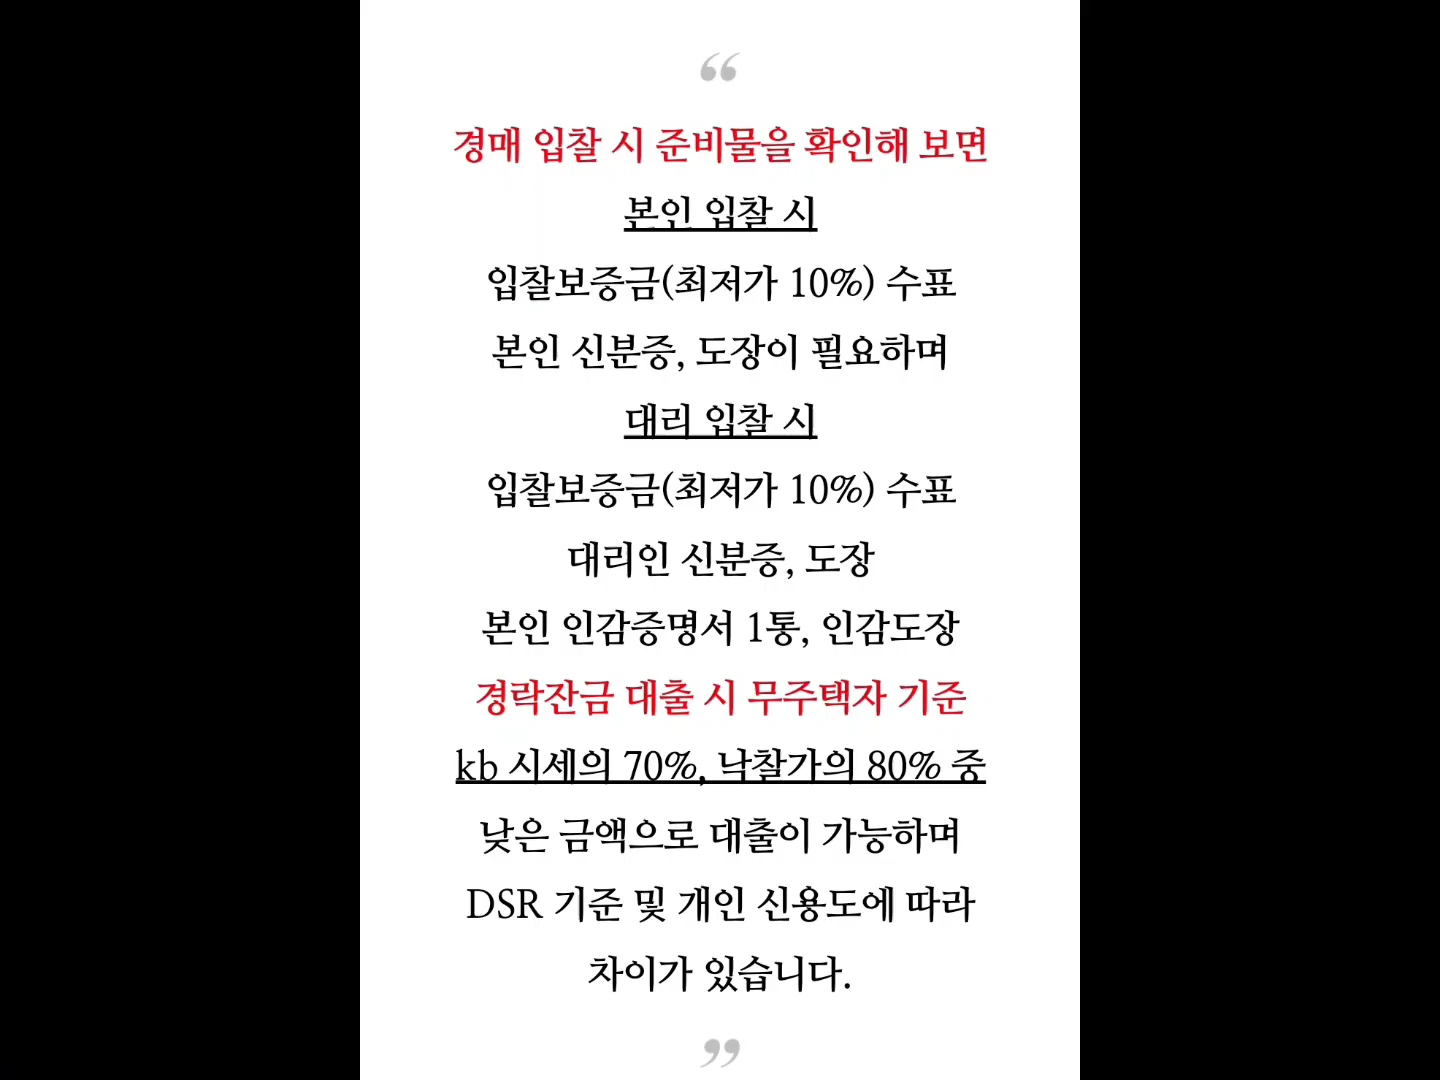 “
경매 입찰 시 준비물을 확인해 보면
본인 입찰 시
입찰보증금(최저가 10%) 수표
본인 신분증, 도장이 필요하며
대리 입찰 시
입찰보증금(최저가 10%) 수표
대리인 신분증, 도장
본인 인감증명서 1통, 인감도장
경락잔금 대출 시 무주택자 기준
kb 시세의 70%, 낙찰가의 80% 중
낮은 금액으로 대출이 가능하며
DSR 기준 및 개인 신용도에 따라
차이가 있습니다.
”